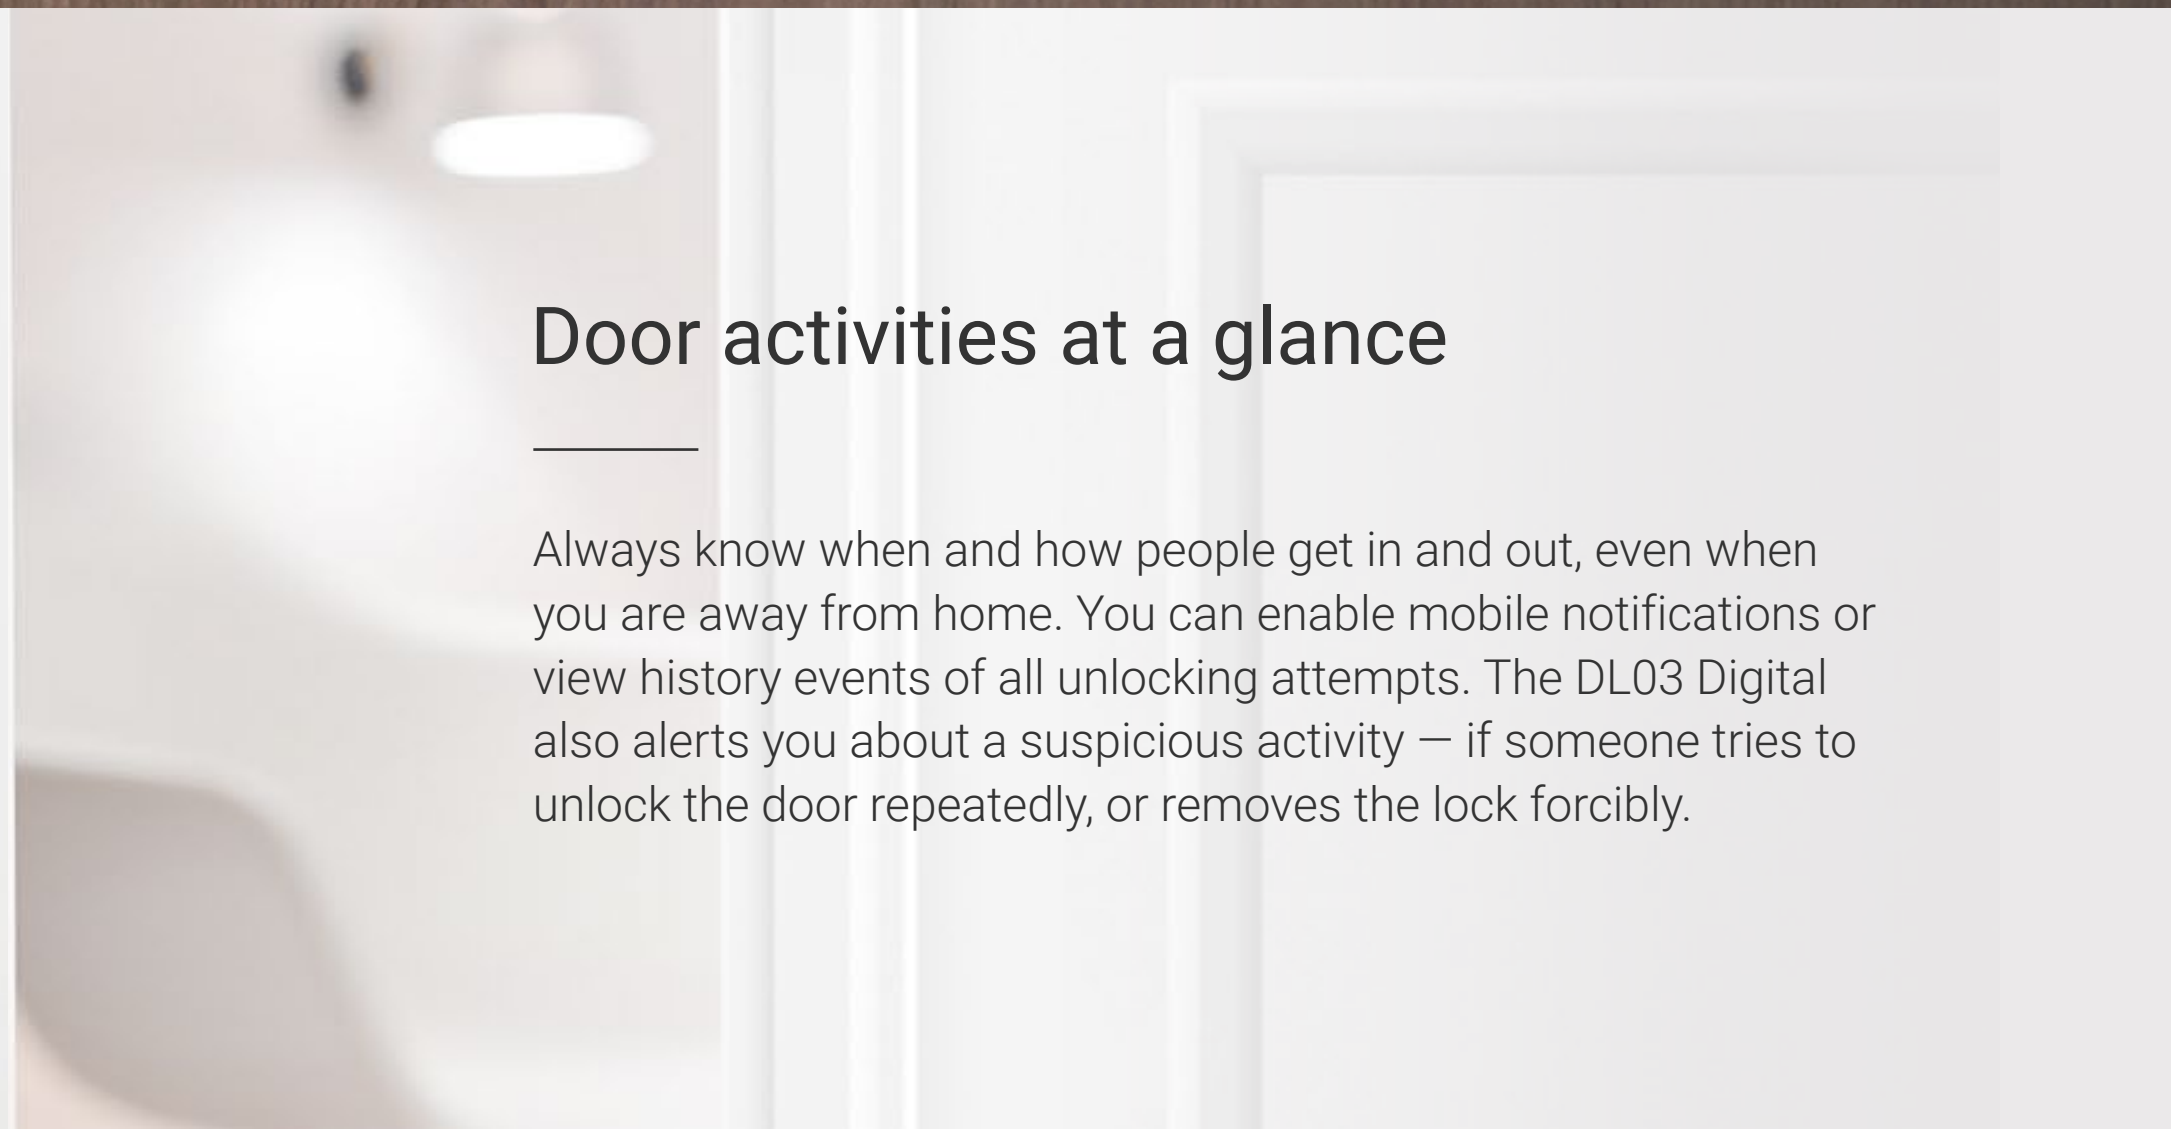 Door activities at a glance
Always know when and how people get in and out, even when
you are away from home. You can enable mobile notifications or
view history events of all unlocking attempts. The DL03 Digital
also alerts you about a suspicious activity — if someone tries to
unlock the door repeatedly, or removes the lock forcibly.